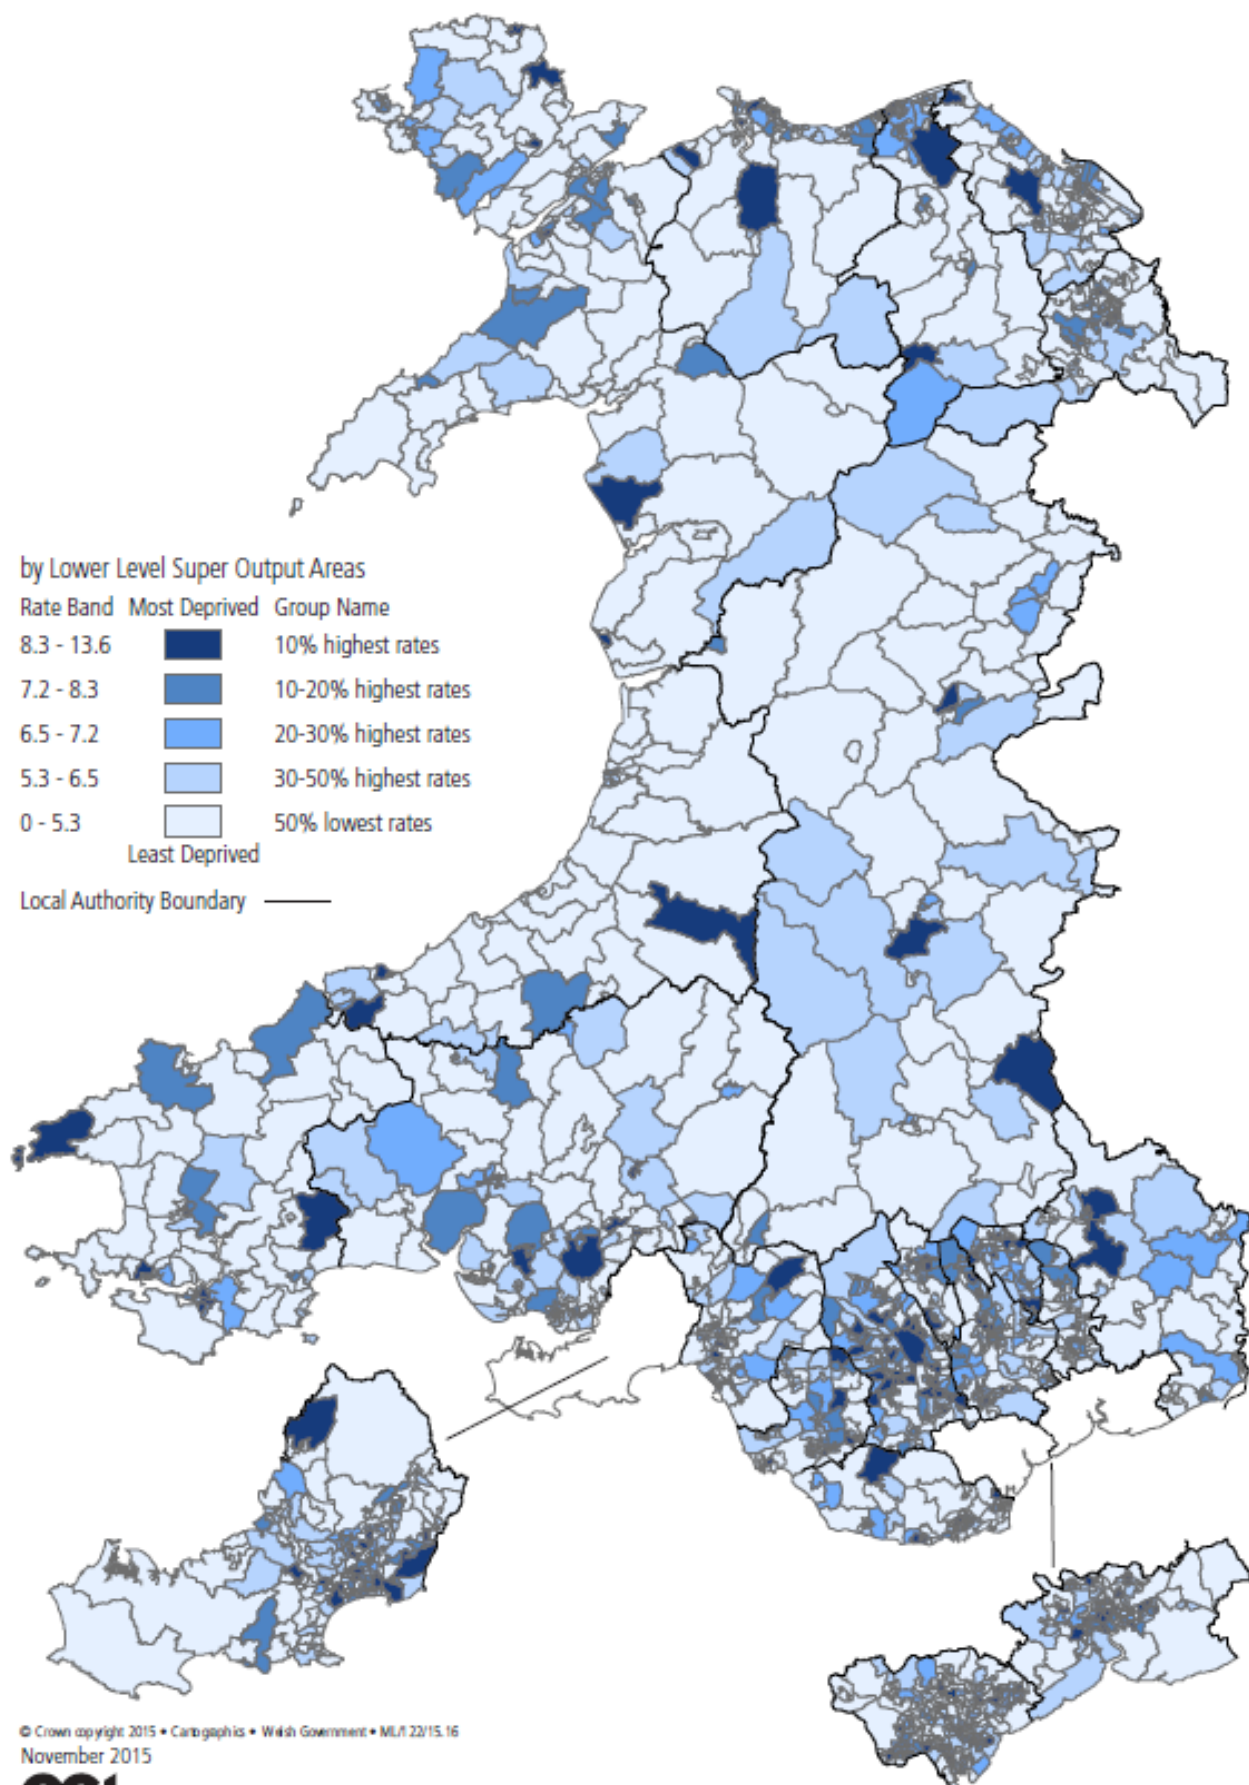 by Lower Level Super Output Areas
Rate Band Most Deprived Group Name
8.3 - 13.6 10% highest rates
7.2 - 8.3 10-20% highest rates
6.5 - 7.2 20-30% highest rates
5.3 - 6.5 30-50% highest rates
0 - 5.3 50% lowest rates
Least Deprived
Local Authority Boundary
© Crown copyright 2015 • Cartographics • Welsh Government • ML/122/15.16
November 2015